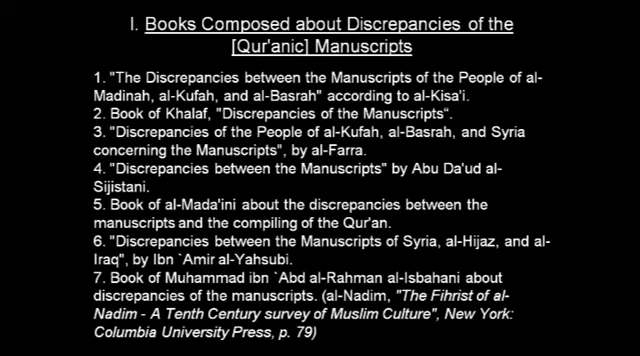 I. Books Composed about Discrepancies of the
[Qur'anic] Manuscripts
1. "The Discrepancies between the Manuscripts of the People of al-
Madinah, al-Kufah, and al-Basrah" according to al-Kisa'i.
2. Book of Khalaf, "Discrepancies of the Manuscripts".
3. "Discrepancies of the People of al-Kufah, al-Basrah, and Syria
concerning the Manuscripts", by al-Farra.
4. "Discrepancies between the Manuscripts" by Abu Da'ud al-
Sijistani.
5. Book of al-Mada'ini about the discrepancies between the
manuscripts and the compiling of the Qur'an.
6. "Discrepancies between the Manuscripts of Syria, al-Hijaz, and al-
Iraq", by Ibn `Amir al-Yahsubi.
7. Book of Muhammad ibn `Abd al-Rahman al-Isbahani about
discrepancies of the manuscripts. (al-Nadim, "The Fihrist of al-
Nadim - A Tenth Century survey of Muslim Culture", New York:
Columbia University Press, p. 79)